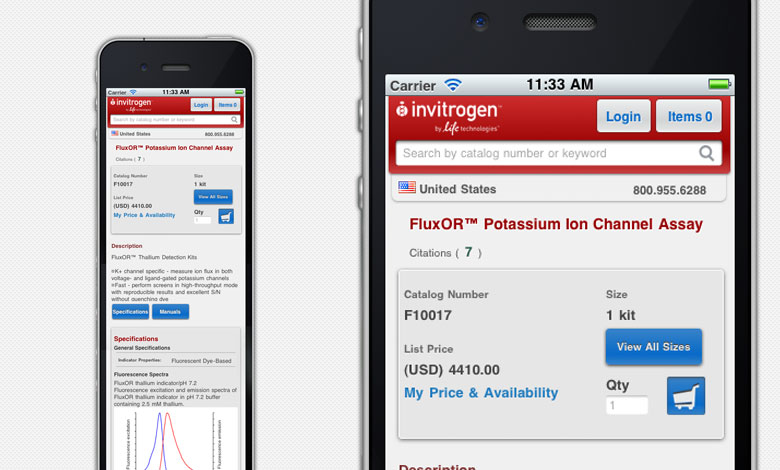 Carrier 11:33 AM
invitrogen™
by life technologies™
Login Items 0
Search by catalog number or keyword
United States 800.955.6288
FluxOR™ Potassium Ion Channel Assay
Citations ( 7 )
Catalog Number Size
F10017 1 kit
List Price View All Sizes
(USD) 4410.00
My Price & Availability Qty
1
Description
FluxOR™ Thallium Detection Kits
K+ channel specific - measure ion flux in both
voltage- and ligand-gated potassium channels
Fast - perform screens in high-throughput mode
with reproducible results and excellent S/N
without quenching dye
Specifications Manuals
Specifications
General Specifications
Indicator Properties: Fluorescent Dye-Based
Fluorescence Spectra
FluxOR thallium indicator/pH 7.2
Fluorescence excitation and emission spectra of
FluxOR thallium indicator in pH 7.2 buffer
containing 2.5 mM thallium.
Fluorescence excitation
Fluorescence emission
Carrier 11:33 AM
invitrogen™
by life technologies™
Login Items 0
Search by catalog number or keyword
United States 800.955.6288
FluxOR™ Potassium Ion Channel Assay
Citations ( 7 )
Catalog Number Size
F10017 1 kit
View All Sizes
List Price
(USD) 4410.00
Qty
My Price & Availability
1
Description